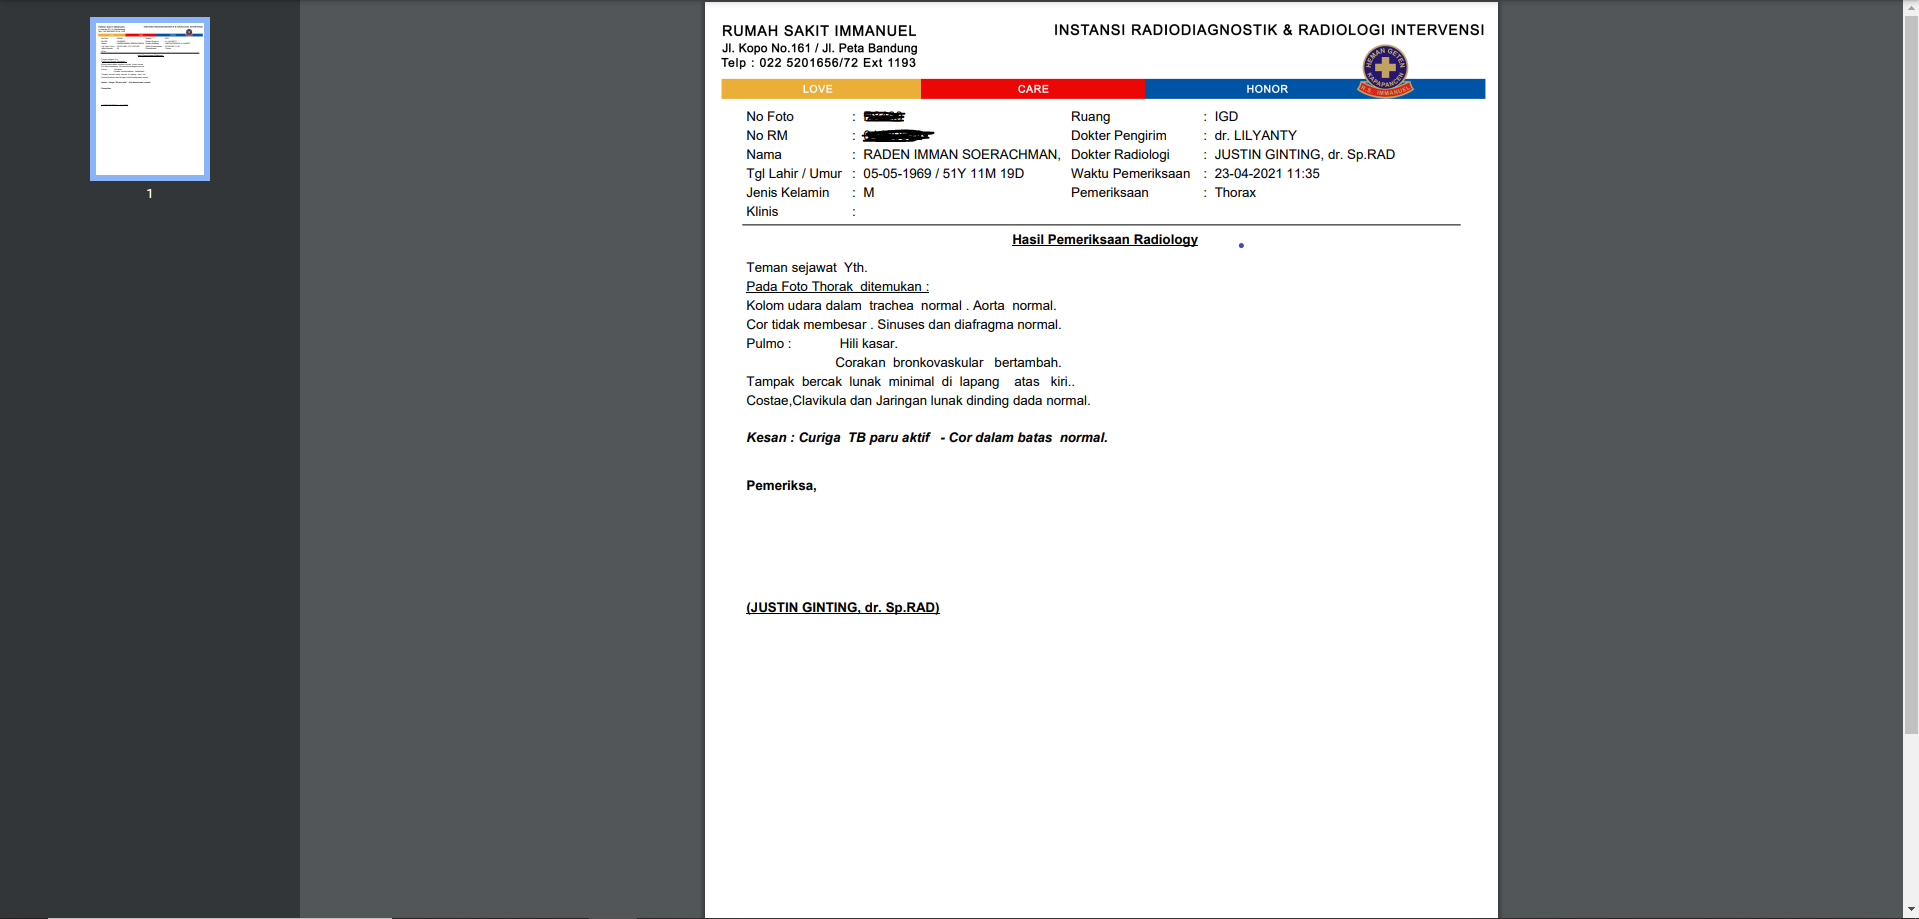 RUMAH SAKIT IMMANUEL
Jl. Kopo No.161 / Jl. Peta Bandung
Telp : 022 5201656/72 Ext 1193
INSTANSI RADIODIAGNOSTIK & RADIOLOGI INTERVENSI
HEMAN GETEN KAPAPANCEN
R.S. IMMANUEL
LOVE CARE HONOR
No Foto :
No RM :
Nama : RADEN IMMAN SOERACHMAN,
Tgl Lahir / Umur : 05-05-1969 / 51Y 11M 19D
Jenis Kelamin : M
Klinis :
Ruang : IGD
Dokter Pengirim : dr. LILYANTY
Dokter Radiologi : JUSTIN GINTING, dr. Sp.RAD
Waktu Pemeriksaan : 23-04-2021 11:35
Pemeriksaan : Thorax
Hasil Pemeriksaan Radiology
Teman sejawat Yth.
Pada Foto Thorak ditemukan :
Kolom udara dalam trachea normal . Aorta normal.
Cor tidak membesar . Sinuses dan diafragma normal.
Pulmo : Hili kasar.
Corakan bronkovaskular bertambah.
Tampak bercak lunak minimal di lapang atas kiri..
Costae,Clavikula dan Jaringan lunak dinding dada normal.
Kesan : Curiga TB paru aktif - Cor dalam batas normal.
Pemeriksa,
(JUSTIN GINTING, dr. Sp.RAD)
1